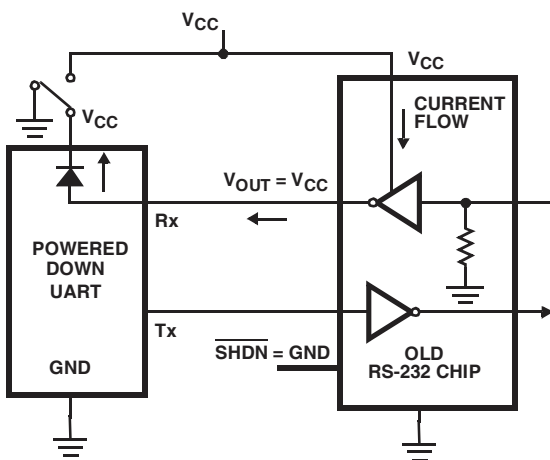 VCC
VCC
CURRENT
FLOW
VCC
VOUT = VCC
Rx
POWERED
DOWN
UART
Tx
SHDN = GND
OLD
RS-232 CHIP
GND